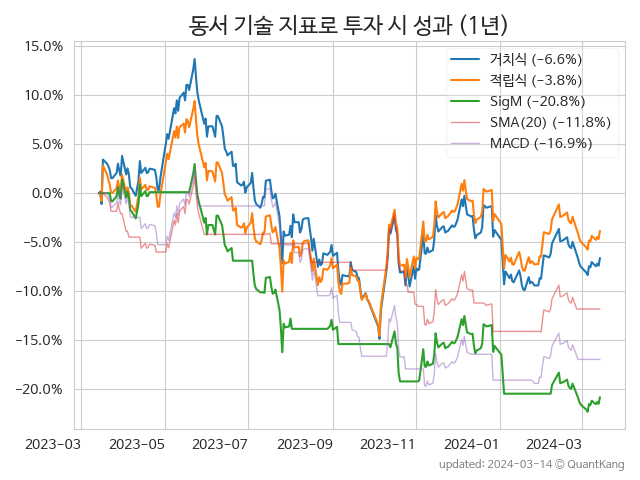 동서 기술 지표로 투자 시 성과 (1년)
15.0%
10.0%
5.0%
0.0%
−5.0%
−10.0%
−15.0%
−20.0%
거치식 (−6.6%)
적립식 (−3.8%)
SigM (−20.8%)
SMA(20) (−11.8%)
MACD (−16.9%)
2023-03
2023-05
2023-07
2023-09
2023-11
2024-01
2024-03
updated: 2024-03-14 © QuantKang